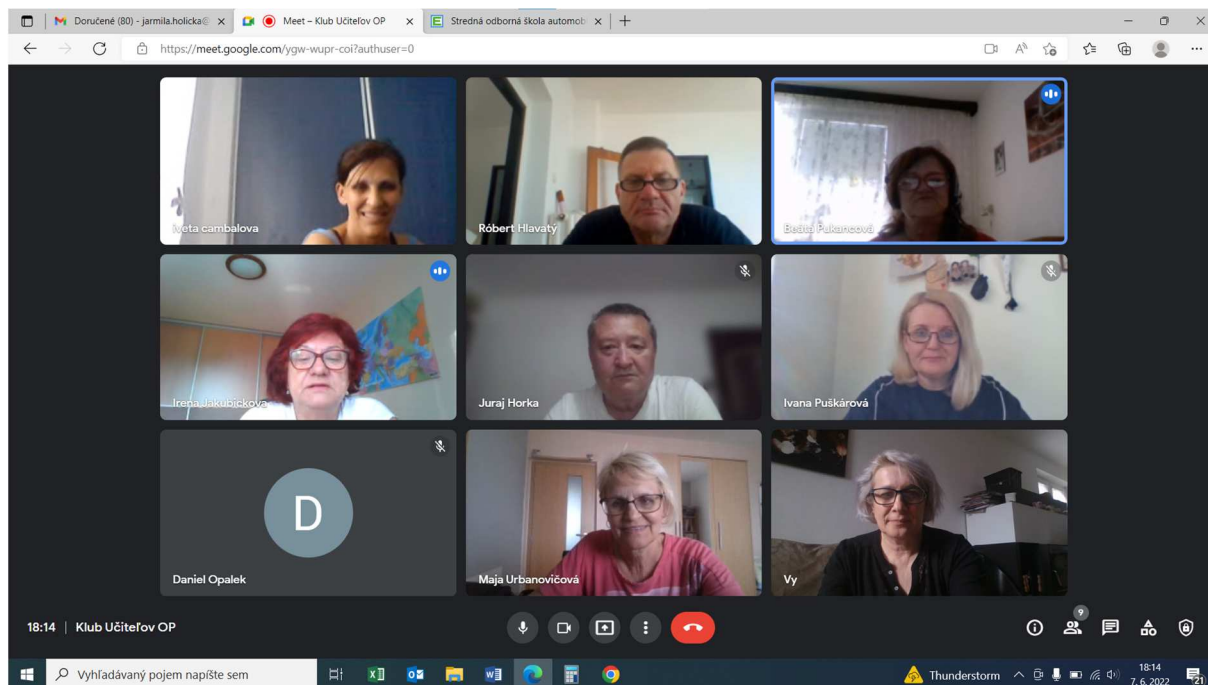 Doručené (80) - jarmila.holicka@
Meet – Klub Učiteľov OP
Stredná odborná škola automob
https://meet.google.com/ygw-wupr-coi?authuser=0
Iveta cambalova
Róbert Hlavatý
Beáta Pukancová
Irena Jakubickova
Juraj Horka
Ivana Puškárová
D
Daniel Opalek
Maja Urbanovičová
Vy
18:14 | Klub Učiteľov OP
9
Vyhľadávaný pojem napíšte sem
Thunderstorm
18:14
7. 6. 2022
21